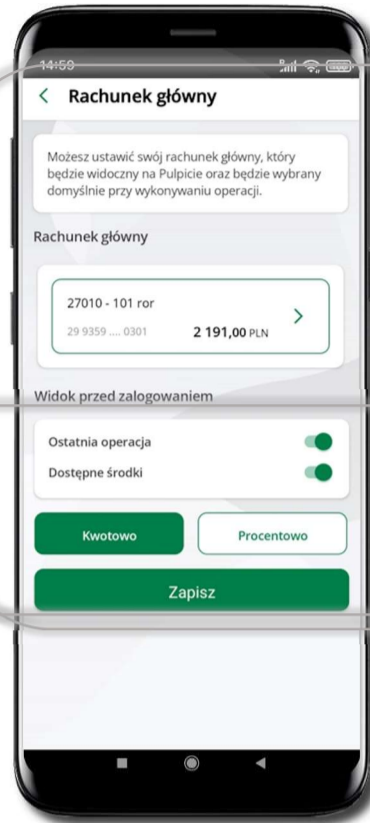 14:59
Rachunek główny
Możesz ustawić swój rachunek główny, który
będzie widoczny na Pulpicie oraz będzie wybrany
domyślnie przy wykonywaniu operacji.
Rachunek główny
27010 - 101 ror
29 9359 .... 0301 2 191,00 PLN
Widok przed zalogowaniem
Ostatnia operacja
Dostępne środki
Kwotowo Procentowo
Zapisz